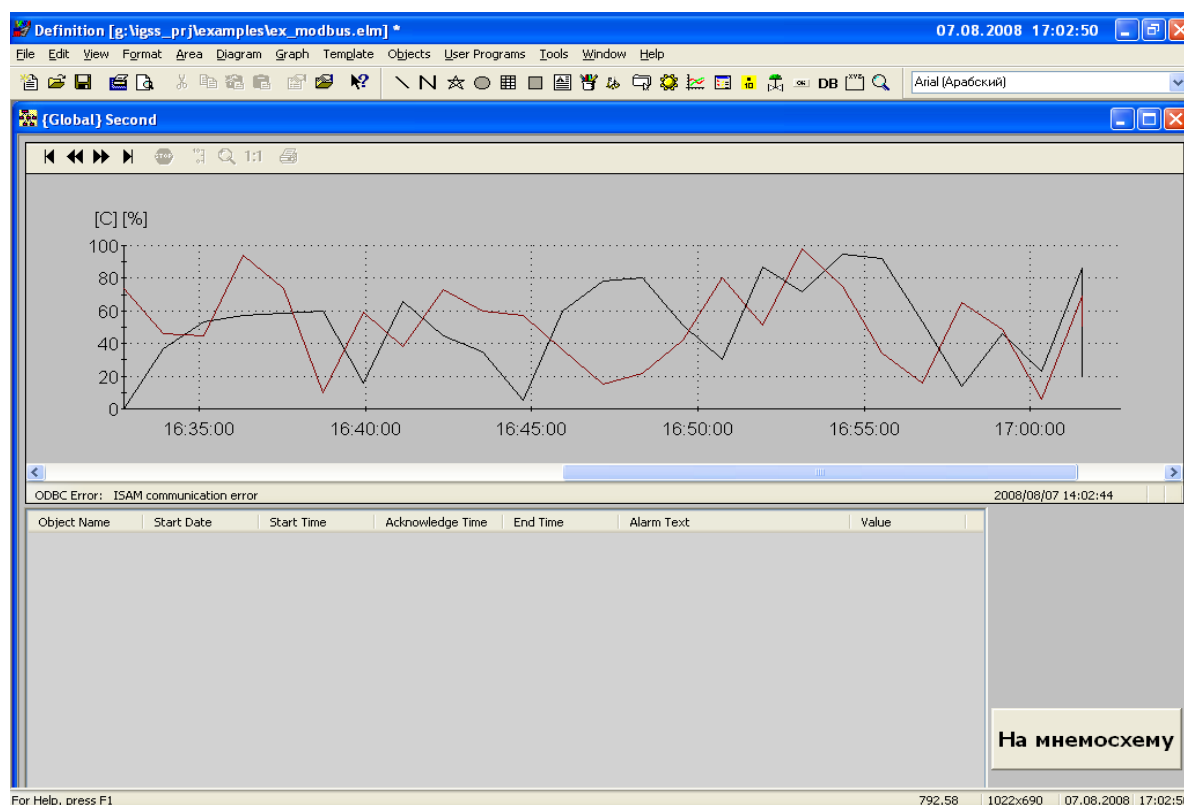 Definition [g:\igss_prj\examples\ex_modbus.elm] * 07.08.2008 17:02:50
File Edit View Format Area Diagram Graph Template Objects User Programs Tools Window Help
DB Arial (Арабский)
{Global} Second
STOP 1:1
[C] [%]
100
80
60
40
20
0
16:35:00 16:40:00 16:45:00 16:50:00 16:55:00 17:00:00
ODBC Error: ISAM communication error 2008/08/07 14:02:44
Object Name Start Date Start Time Acknowledge Time End Time Alarm Text Value
На мнемосхему
For Help, press F1 792.58 1022x690 07.08.2008 17:02:5